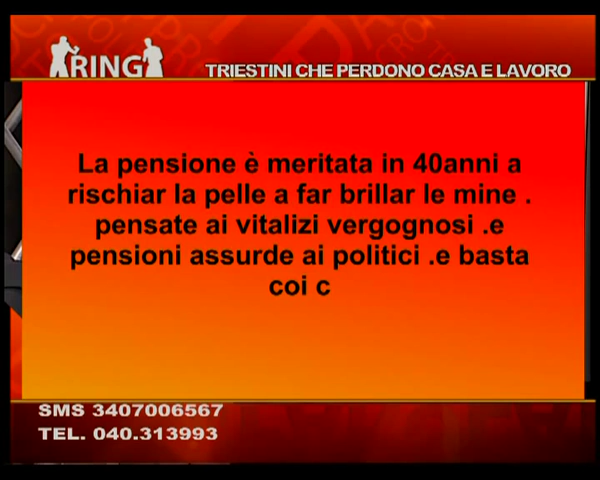 RING
TRIESTINI CHE PERDONO CASA E LAVORO
La pensione è meritata in 40anni a
rischiar la pelle a far brillar le mine .
pensate ai vitalizi vergognosi .e
pensioni assurde ai politici .e basta
coi c
SMS 3407006567
TEL. 040.313993